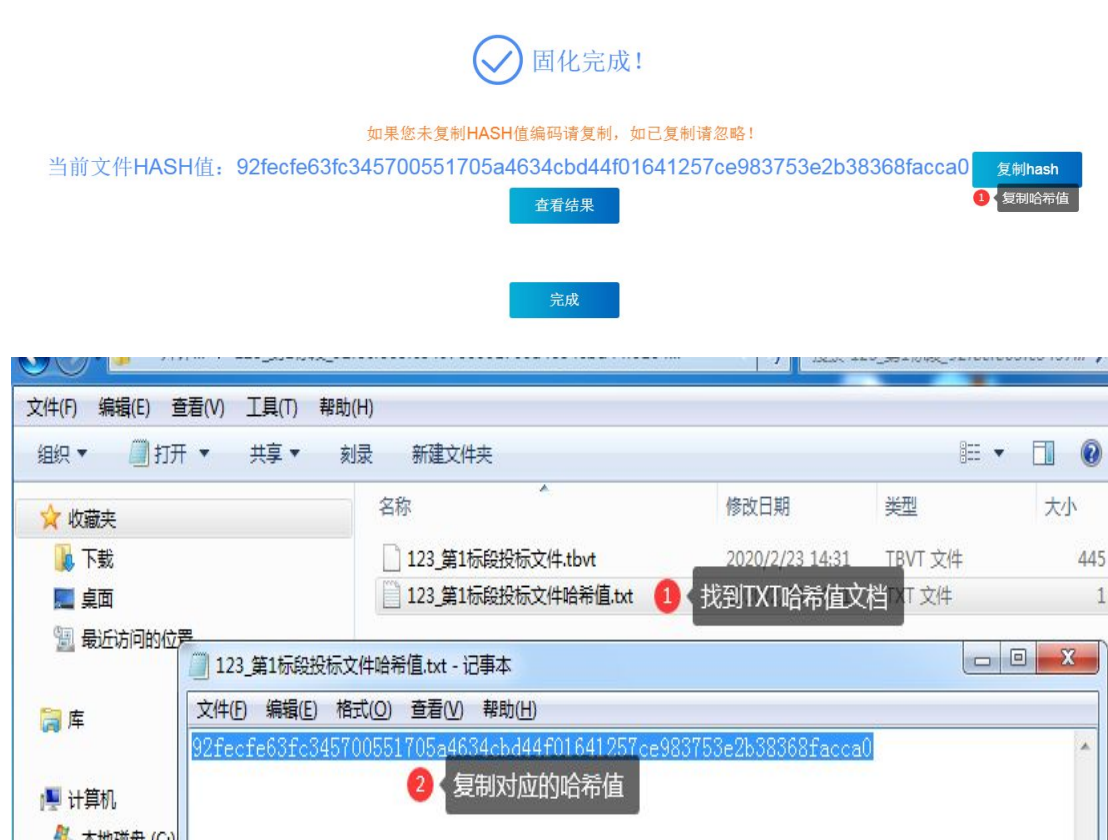 固化完成!
如果您未复制HASH值编码请复制，如已复制请忽略!
当前文件HASH值：92fecfe63fc345700551705a4634cbd44f01641257ce983753e2b38368facca0 复制hash
1 复制哈希值
查看结果
完成
文件(F) 编辑(E) 查看(V) 工具(T) 帮助(H)
组织 打开 共享 刻录 新建文件夹
名称 修改日期 类型 大小
收藏夹
下载 123_第1标段投标文件.tbvt 2020/2/23 14:31 TBVT 文件 445
桌面 123_第1标段投标文件哈希值.txt 1 找到TXT哈希值文档 TXT 文件 1
最近访问的位置
123_第1标段投标文件哈希值.txt - 记事本
文件(F) 编辑(E) 格式(O) 查看(V) 帮助(H)
库
92fecfe63fc345700551705a4634cbd44f01641257ce983753e2b38368facca0
2 复制对应的哈希值
计算机
本地磁盘 (C:)